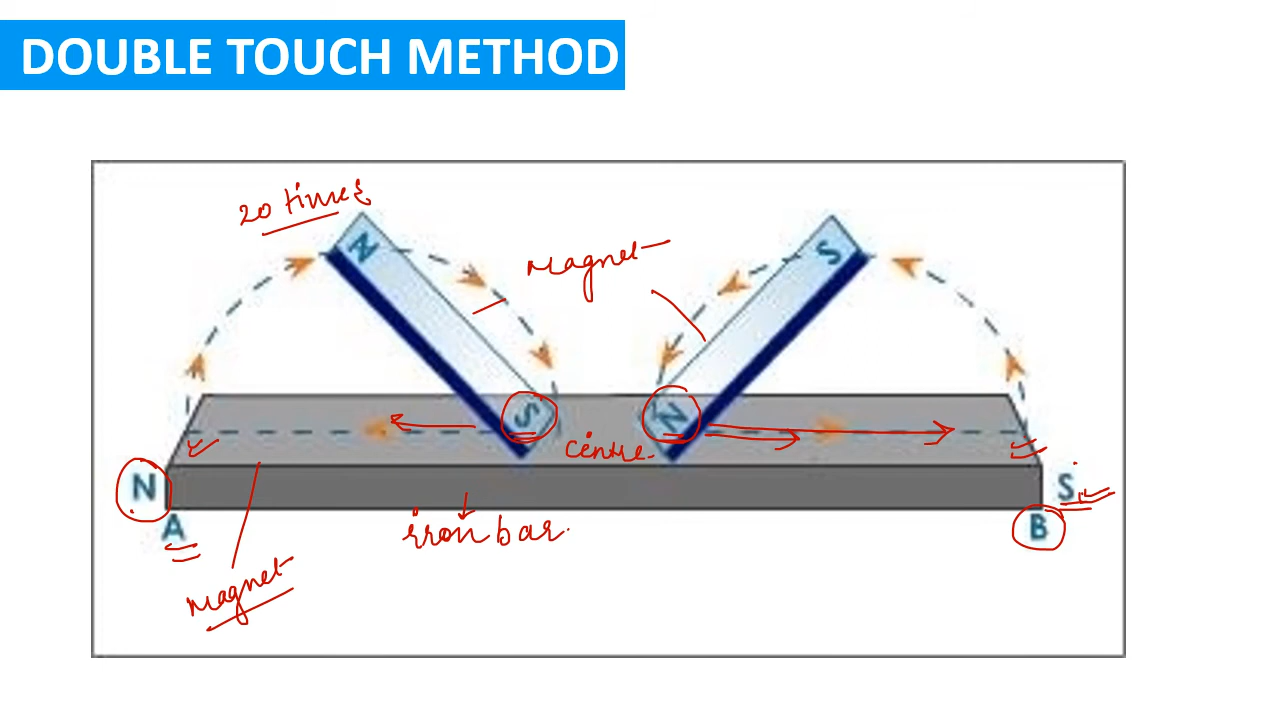 DOUBLE TOUCH METHOD
20 times
N
S
Magnet
S
N
centre
N
A
S
B
iron bar.
Magnet